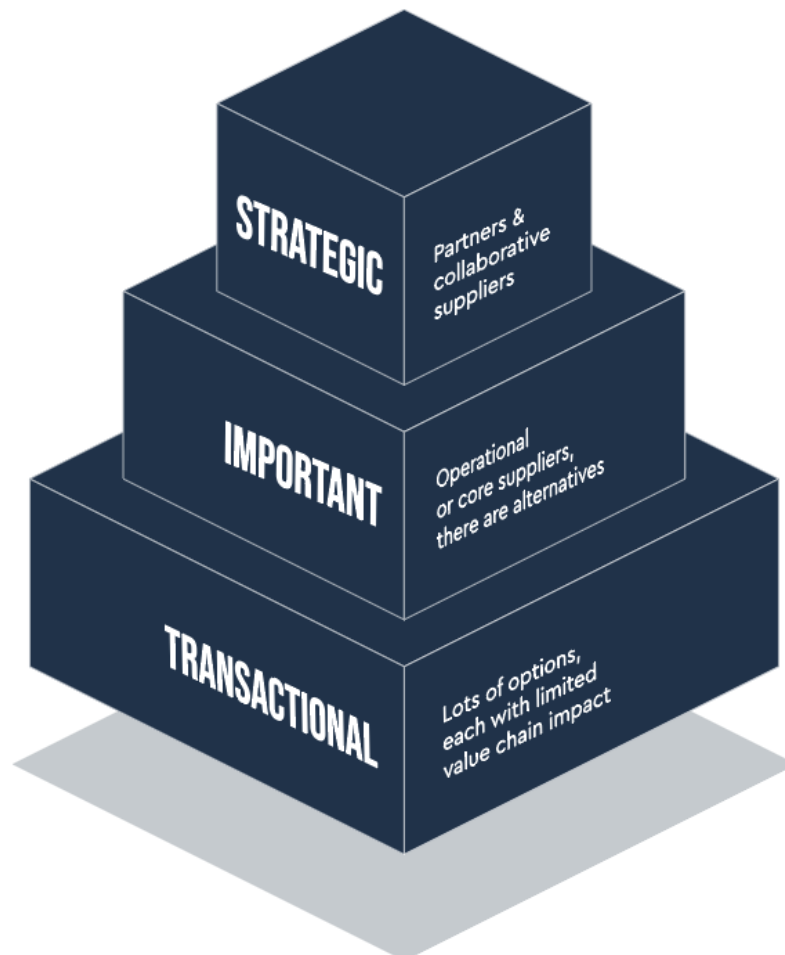 STRATEGIC
Partners &
collaborative
suppliers
IMPORTANT
Operational
or core suppliers,
there are alternatives
TRANSACTIONAL
Lots of options,
each with limited
value chain impact